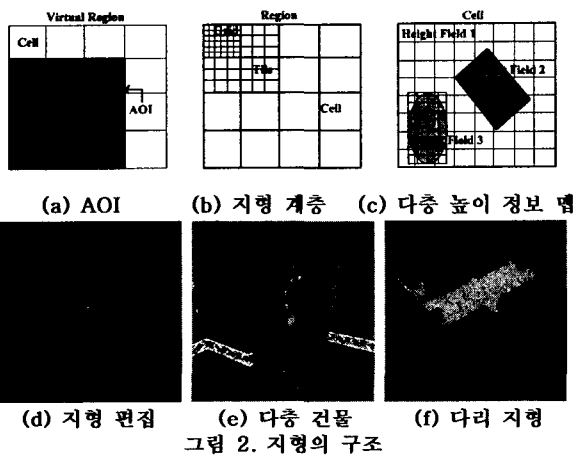 Virtual Region
Cell
AOI
Region
Tile
Cell
Cell
Height Field 1
Field 2
Field 3
(a) AOI
(b) 지형 계층
(c) 다층 높이 정보 맵
(d) 지형 편집
(e) 다층 건물
(f) 다리 지형
그림 2. 지형의 구조